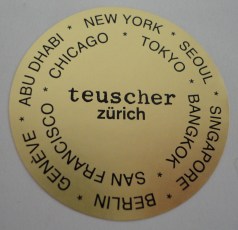 ABU DHABI * NEW YORK * SEOUL * SINGAPORE * BERLIN * GENÈVE *
CHICAGO * TOKYO * BANGKOK * SAN FRANCISCO *
teuscher
zürich